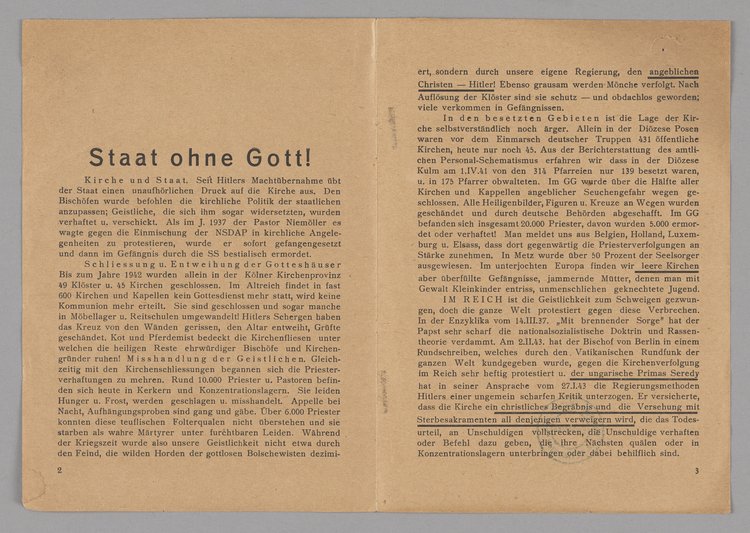 Staat ohne Gott!
Kirche und Staat. Seit Hitlers Machtübernahme übt
der Staat einen unaufhörlichen Druck auf die Kirche aus. Den
Bischöfen wurde befohlen die kirchliche Politik der staatlichen
anzupassen; Geistliche, die sich ihm sogar widersetzten, wurden
verhaftet u. verschickt. Als im J. 1937 der Pastor Niemöller es
wagte gegen die Einmischung der NSDAP in kirchliche Angele-
genheiten zu protestieren, wurde er sofort gefangengesetzt
und dann im Gefängnis durch die SS bestialisch ermordet.
Schliessung u. Entweihung der Gotteshäuser
Bis zum Jahre 1942 wurden allein in der Kölner Kirchenprovinz
49 Klöster u. 45 Kirchen geschlossen. Im Altreich findet in fast
600 Kirchen und Kapellen kein Gottesdienst mehr statt, wird keine
Kommunion mehr erteilt. Sie sind geschlossen und sogar manche
in Möbellager u. Reitschulen umgewandelt! Hitlers Schergen haben
das Kreuz von den Wänden gerissen, den Altar entweiht, Grüfte
geschändet. Kot und Pferdemist bedeckt die Kirchenfliesen unter
welchen die heiligen Reste ehrwürdiger Bischöfe und Kirchen-
gründer ruhen! Misshandlung der Geistlichen. Gleich-
zeitig mit den Kirchenschliessungen begannen sich die Priester-
verhaftungen zu mehren. Rund 10.000 Priester u. Pastoren befin-
den sich heute in Kerkern und Konzentrationslagern. Sie leiden
Hunger u. Frost, werden geschlagen u. misshandelt. Appelle bei
Nacht, Aufhängungsproben sind gang und gäbe. Über 6.000 Priester
konnten diese teuflischen Folterqualen nicht überstehen und sie
starben als wahre Märtyrer unter furchtbaren Leiden. Während
der Kriegszeit wurde also unsere Geistlichkeit nicht etwa durch
den Feind, die wilden Horden der gottlosen Bolschewisten dezimi-
2
ert, sondern durch unsere eigene Regierung, den angeblichen
Christen — Hitler! Ebenso grausam werden Mönche verfolgt. Nach
Auflösung der Klöster sind sie schutz — und obdachlos geworden;
viele verkommen in Gefängnissen.
In den besetzten Gebieten ist die Lage der Kir-
che selbstverständlich noch ärger. Allein in der Diözese Posen
waren vor dem Einmarsch deutscher Truppen 431 öffentliche
Kirchen, heute nur noch 45. Aus der Berichterstattung des amtli-
chen Personal-Schematismus erfahren wir dass in der Diözese
Kulm am 1.IV.41 von den 314 Pfarreien nur 139 besetzt waren,
u. in 175 Pfarrer obwalteten. Im GG wurde über die Hälfte aller
Kirchen und Kapellen angeblicher Seuchengefahr wegen ge-
schlossen. Alle Heiligenbilder, Figuren u. Kreuze an Wegen wurden
geschändet und durch deutsche Behörden abgeschafft. Im GG
befanden sich insgesamt 20.000 Priester, davon wurden 5.000 ermor-
det oder verhaftet! Man meldet uns aus Belgien, Holland, Luxem-
burg u. Elsass, dass dort gegenwärtig die Priesterverfolgungen an
Stärke zunehmen. In Metz wurde über 50 Prozent der Seelsorger
ausgewiesen. Im unterjochten Europa finden wir leere Kirchen
aber überfüllte Gefängnisse, jammernde Mütter, denen man mit
Gewalt Kleinkinder entriss, unmenschlichen geknechtete Jugend.
IM REICH ist die Geistlichkeit zum Schweigen gezwun-
gen, doch die ganze Welt protestiert gegen diese Verbrechen.
In der Enzyklika vom 14.III.37. „Mit brennender Sorge" hat der
Papst sehr scharf die nationalsozialistische Doktrin und Rassen-
theorie verdammt. Am 2.II.43. hat der Bischof von Berlin in einem
Rundschreiben, welches durch den Vatikanischen Rundfunk der
ganzen Welt kundgegeben wurde, gegen die Kirchenverfolgung
im Reich sehr heftig protestiert u. der ungarische Primas Seredy
hat in seiner Ansprache vom 27.I.43 die Regierungsmethoden
Hitlers einer ungemein scharfen Kritik unterzogen. Er versicherte,
dass die Kirche ein christliches Begräbnis und die Versehung mit
Sterbesakramenten all denjenigen verweigern wird, die das Todes-
urteil, an Unschuldigen vollstrecken, die Unschuldige verhaften
oder Befehl dazu geben, die ihre Nächsten quälen oder in
Konzentrationslagern unterbringen oder dabei behilflich sind.
3